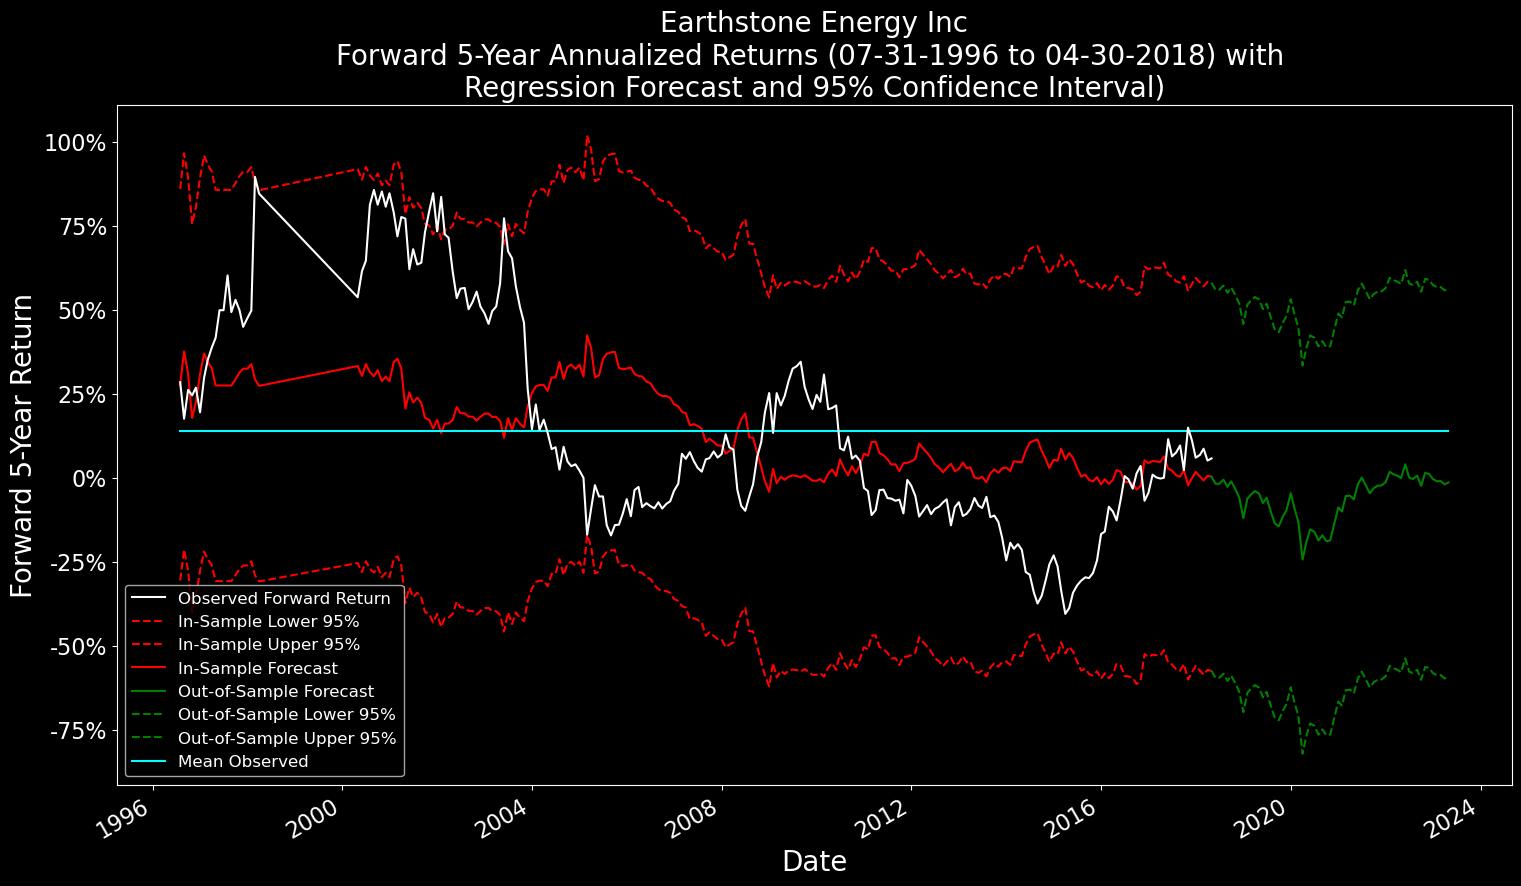 Earthstone Energy Inc
Forward 5-Year Annualized Returns (07-31-1996 to 04-30-2018) with
Regression Forecast and 95% Confidence Interval)
Forward 5-Year Return
100%
75%
50%
25%
0%
-25%
-50%
-75%
Observed Forward Return
In-Sample Lower 95%
In-Sample Upper 95%
In-Sample Forecast
Out-of-Sample Forecast
Out-of-Sample Lower 95%
Out-of-Sample Upper 95%
Mean Observed
1996
2000
2004
2008
2012
2016
2020
2024
Date